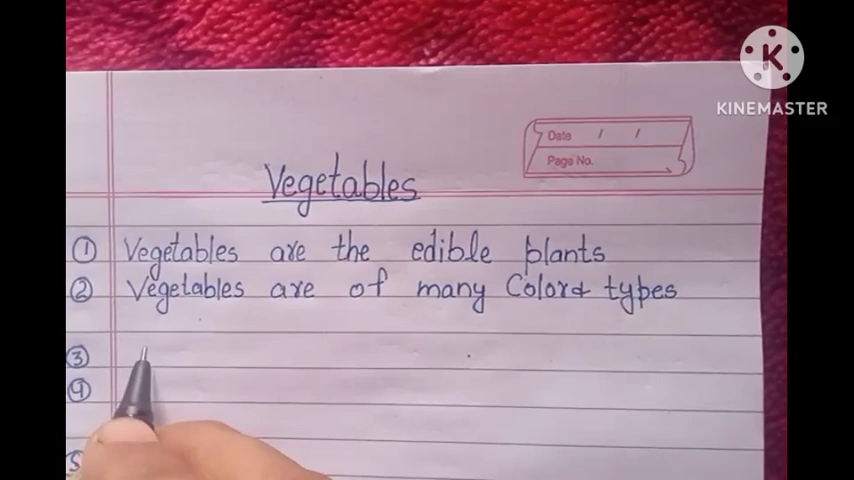 K
KINEMASTER
Date / /
Page No.
Vegetables
① Vegetables are the edible plants
② Vegetables are of many Color & types
③
④
5